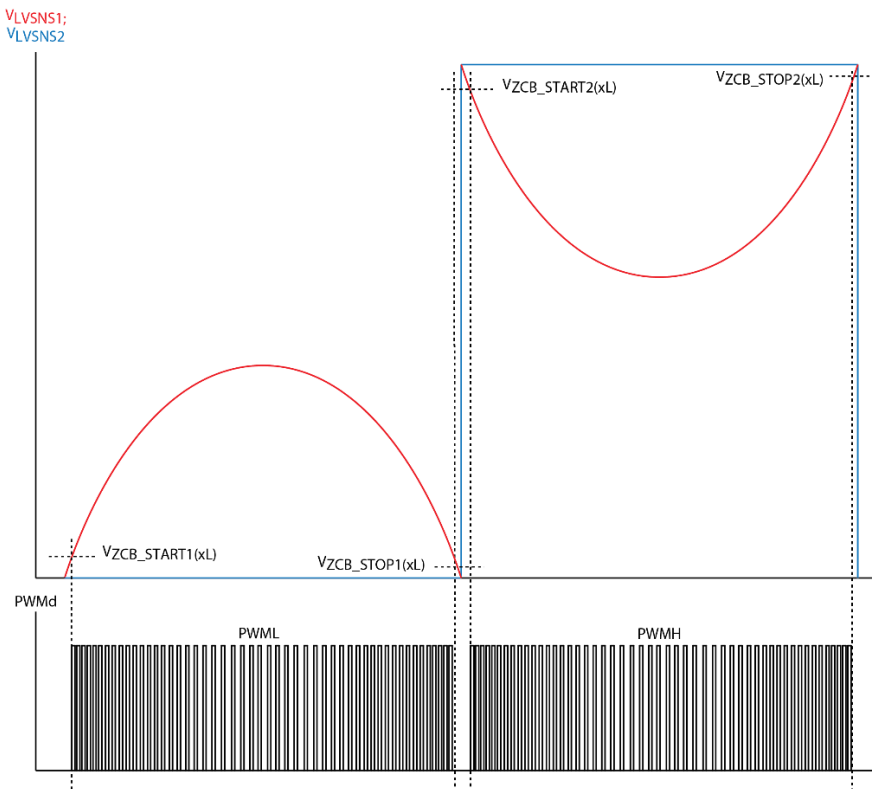 VLVSNS1;
VLVSNS2
VZCB_START2(xL)
VZCB_STOP2(xL)
VZCB_START1(xL)
VZCB_STOP1(xL)
PWMd
PWML
PWMH